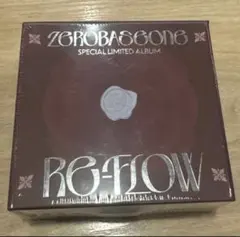 ZEROBASEONE
SPECIAL LIMITED ALBUM
RE-FLOW